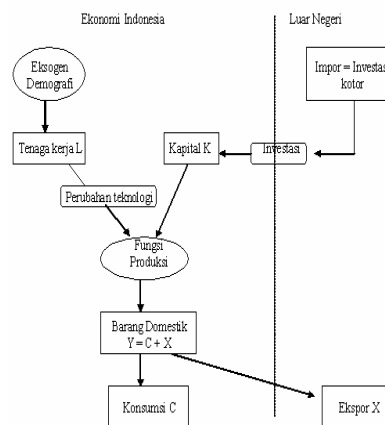 Ekonomi Indonesia
Luar Negeri
Eksogen
Demografi
Impor = Investasi
kotor
Tenaga kerja L
Kapital K
Investasi
Perubahan teknologi
Fungsi
Produksi
Barang Domestik
Y = C + X
Konsumsi C
Ekspor X